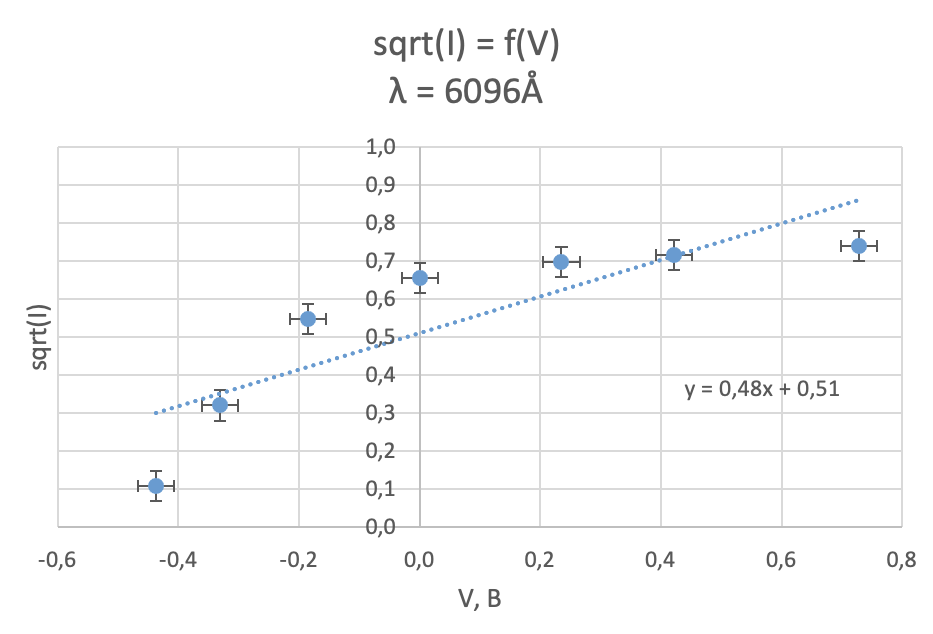 sqrt(I) = f(V)
λ = 6096Å
1,0
0,9
0,8
0,7
0,6
0,5
0,4
0,3
0,2
0,1
0,0
sqrt(I)
y = 0,48x + 0,51
-0,6 -0,4 -0,2 0,0 0,2 0,4 0,6 0,8
V, В